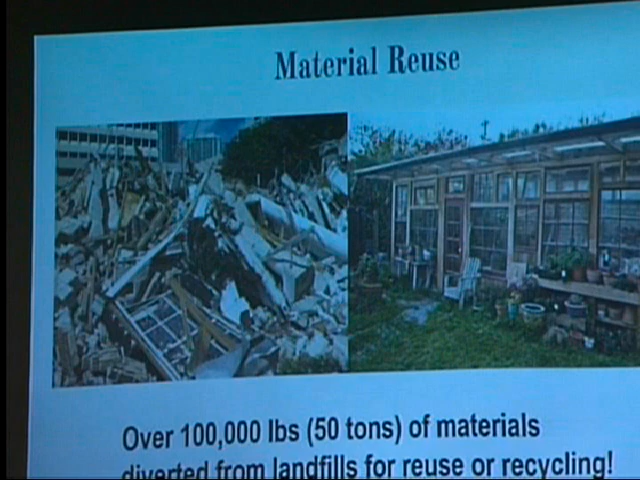 Material Reuse
Over 100,000 lbs (50 tons) of materials
diverted from landfills for reuse or recycling!